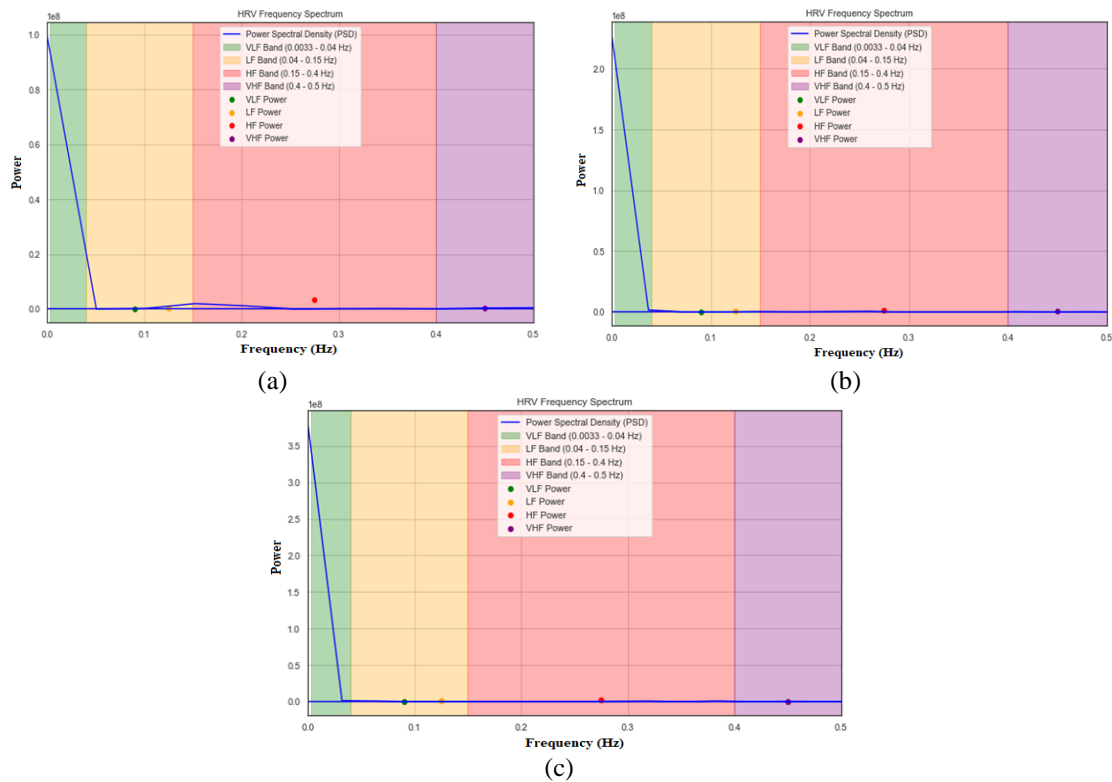 HRV Frequency Spectrum
1e8
Power Spectral Density (PSD)
VLF Band (0.0033 - 0.04 Hz)
LF Band (0.04 - 0.15 Hz)
HF Band (0.15 - 0.4 Hz)
VHF Band (0.4 - 0.5 Hz)
VLF Power
LF Power
HF Power
VHF Power
1.0
0.8
0.6
0.4
0.2
0.0
Power
0.0 0.1 0.2 0.3 0.4 0.5
Frequency (Hz)
(a)
HRV Frequency Spectrum
1e8
Power Spectral Density (PSD)
VLF Band (0.0033 - 0.04 Hz)
LF Band (0.04 - 0.15 Hz)
HF Band (0.15 - 0.4 Hz)
VHF Band (0.4 - 0.5 Hz)
VLF Power
LF Power
HF Power
VHF Power
2.0
1.5
1.0
0.5
0.0
Power
0.0 0.1 0.2 0.3 0.4 0.5
Frequency (Hz)
(b)
HRV Frequency Spectrum
1e8
Power Spectral Density (PSD)
VLF Band (0.0033 - 0.04 Hz)
LF Band (0.04 - 0.15 Hz)
HF Band (0.15 - 0.4 Hz)
VHF Band (0.4 - 0.5 Hz)
VLF Power
LF Power
HF Power
VHF Power
3.5
3.0
2.5
2.0
1.5
1.0
0.5
0.0
Power
0.0 0.1 0.2 0.3 0.4 0.5
Frequency (Hz)
(c)